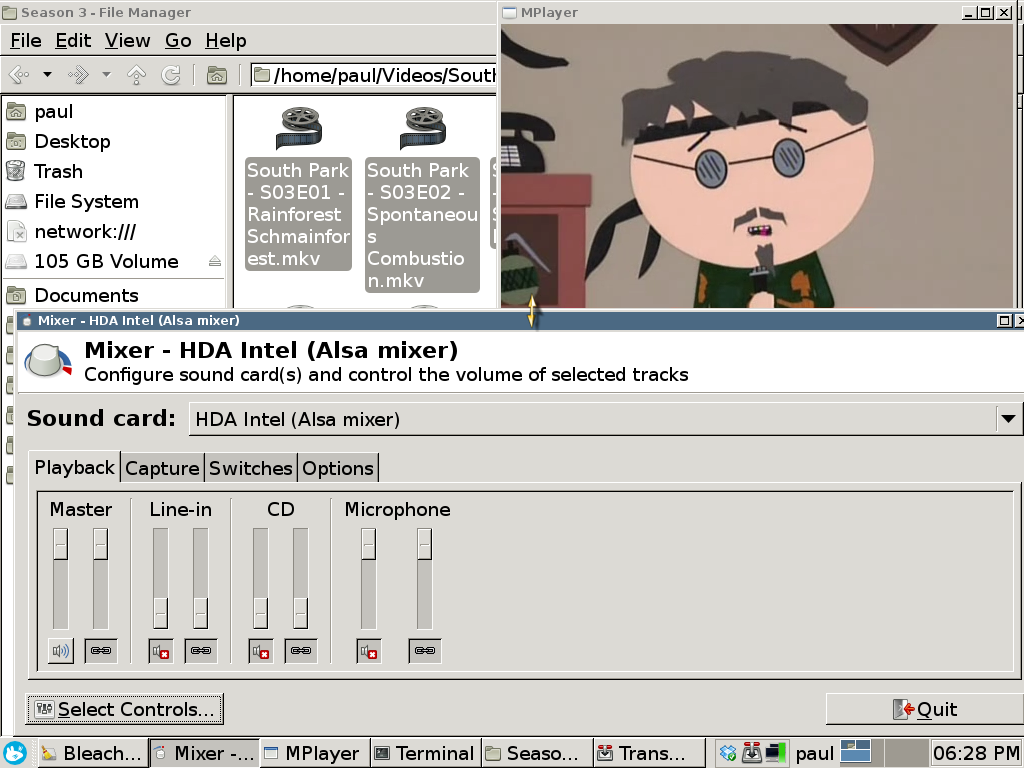 Season 3 - File Manager
MPlayer
File Edit View Go Help
/home/paul/Videos/South
paul
Desktop
Trash
File System
network:///
105 GB Volume
Documents
South Park
- S03E01 -
Rainforest
Schmainfor
est.mkv
South Park
- S03E02 -
Spontaneou
s
Combustio
n.mkv
Mixer - HDA Intel (Alsa mixer)
Mixer - HDA Intel (Alsa mixer)
Configure sound card(s) and control the volume of selected tracks
Sound card: HDA Intel (Alsa mixer)
Playback Capture Switches Options
Master Line-in CD Microphone
Select Controls...
Quit
Bleach... Mixer -... MPlayer Terminal Seaso... Trans... paul 06:28 PM